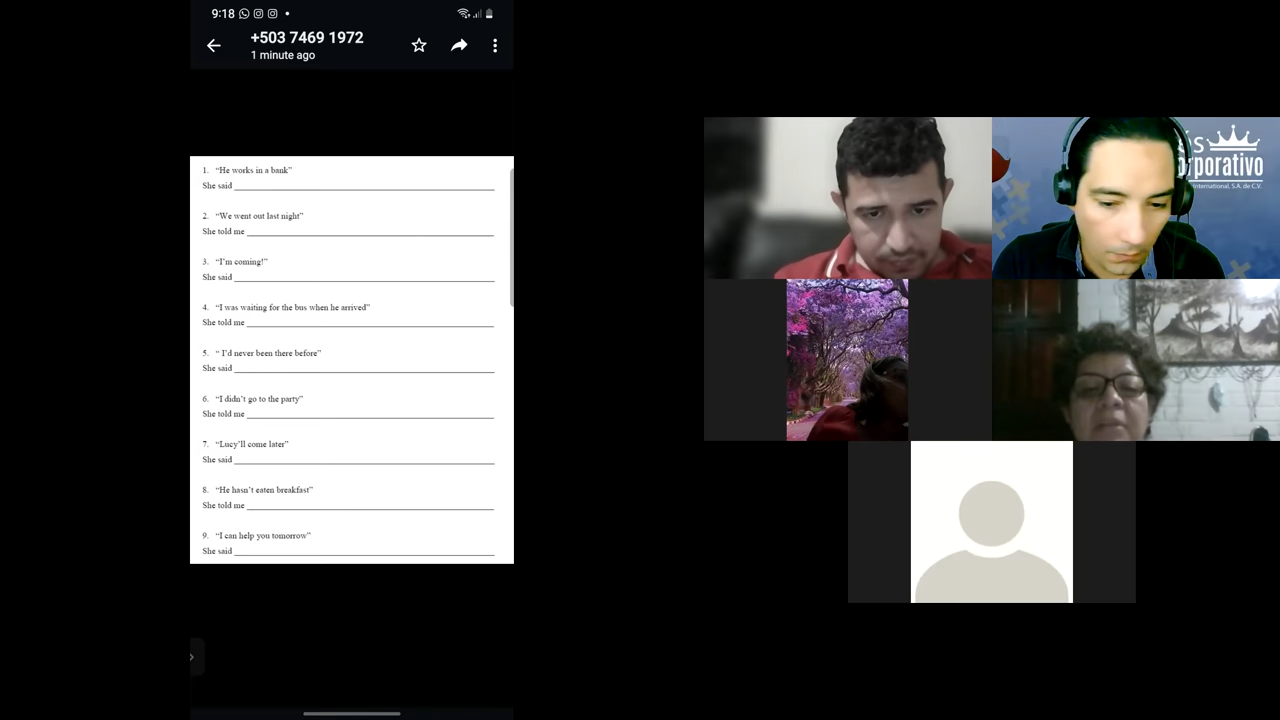 9:18
+503 7469 1972
1 minute ago
1. “He works in a bank”
She said
2. “We went out last night”
She told me
3. “I’m coming!”
She said
4. “I was waiting for the bus when he arrived”
She told me
5. “ I’d never been there before”
She said
6. “I didn’t go to the party”
She told me
7. “Lucy’ll come later”
She said
8. “He hasn’t eaten breakfast”
She told me
9. “I can help you tomorrow”
She said
s
orporativo
International, S.A. de C.V.